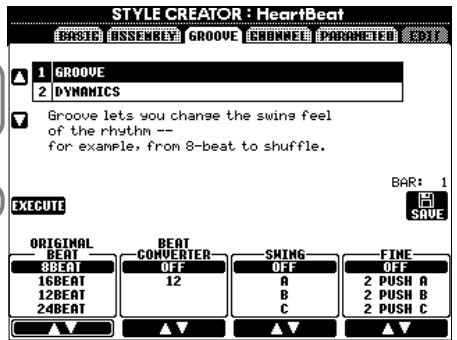 STYLE CREATOR : HeartBeat
BASIC ASSEMBLY GROOVE CHANNEL PARAMETER EDIT
1 GROOVE
2 DYNAMICS
Groove lets you change the swing feel
of the rhythm --
for example, from 8-beat to shuffle.
BAR: 1
EXECUTE
SAVE
ORIGINAL BEAT
8BEAT
16BEAT
12BEAT
24BEAT
BEAT CONVERTER
OFF
12
SWING
OFF
A
B
C
FINE
OFF
2 PUSH A
2 PUSH B
2 PUSH C